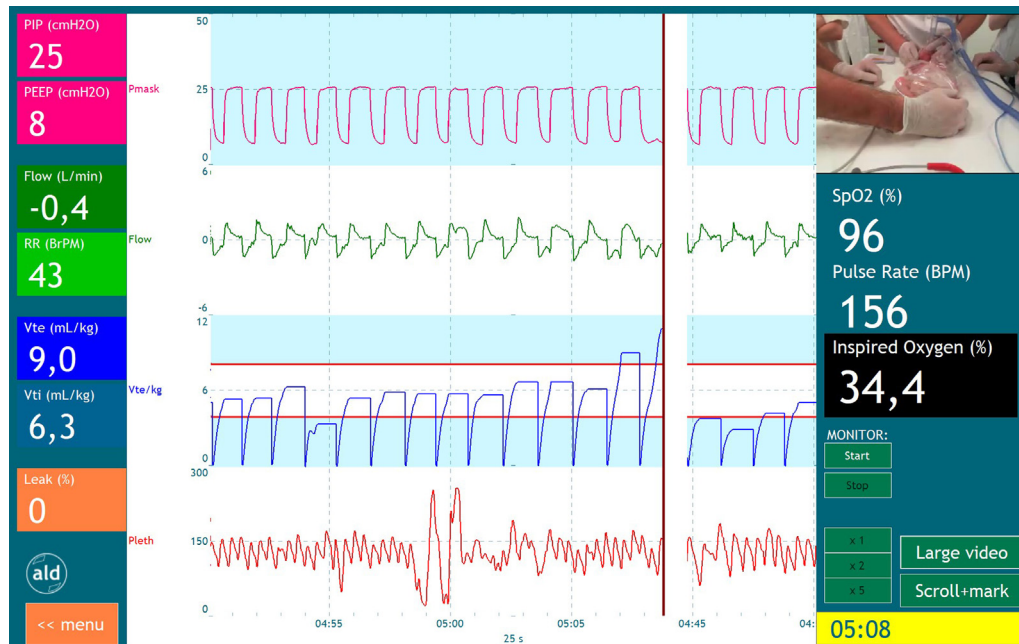 PIP (cmH2O)
25
PEEP (cmH2O)
8
Flow (L/min)
-0,4
RR (BrPM)
43
Vte (mL/kg)
9,0
Vti (mL/kg)
6,3
Leak (%)
0
ald
<< menu
50
Pmask
25
0
6
Flow
0
-6
12
Vte/kg
6
0
300
Pleth
150
0
04:55
05:00
05:05
04:45
04:
25 s
SpO2 (%)
96
Pulse Rate (BPM)
156
Inspired Oxygen (%)
34,4
MONITOR:
Start
Stop
x 1
x 2
x 5
Large video
Scroll+mark
05:08